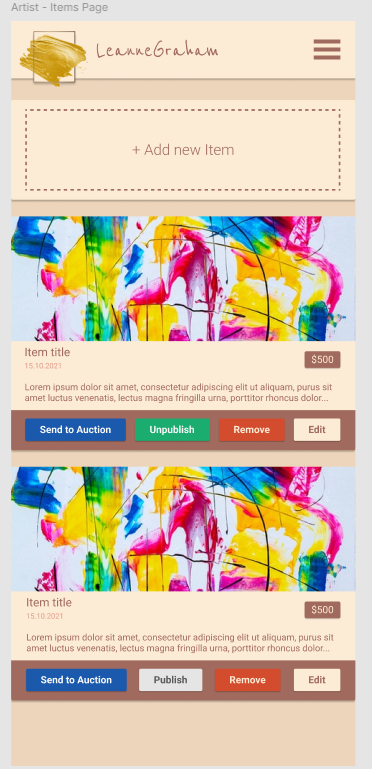 Artist - Items Page
LeanneGraham
+ Add new Item
Item title
$500
15.10.2021
Lorem ipsum dolor sit amet, consectetur adipiscing elit ut aliquam, purus sit
amet luctus venenatis, lectus magna fringilla urna, porttitor rhoncus dolor...
Send to Auction
Unpublish
Remove
Edit
Item title
$500
15.10.2021
Lorem ipsum dolor sit amet, consectetur adipiscing elit ut aliquam, purus sit
amet luctus venenatis, lectus magna fringilla urna, porttitor rhoncus dolor...
Send to Auction
Publish
Remove
Edit